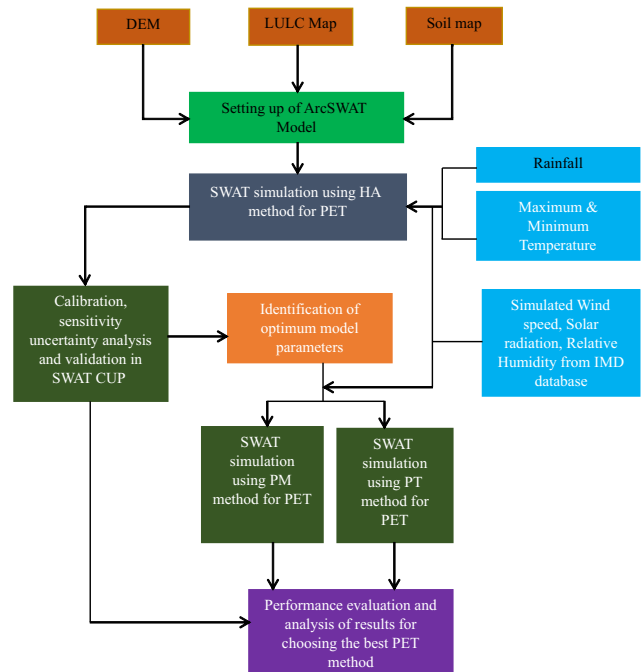 DEM
LULC Map
Soil map
Setting up of ArcSWAT
Model
SWAT simulation using HA
method for PET
Rainfall
Maximum &
Minimum
Temperature
Calibration,
sensitivity
uncertainty analysis
and validation in
SWAT CUP
Identification of
optimum model
parameters
Simulated Wind
speed, Solar
radiation, Relative
Humidity from IMD
database
SWAT
simulation
using PM
method for PET
SWAT
simulation
using PT
method for
PET
Performance evaluation and
analysis of results for
choosing the best PET
method